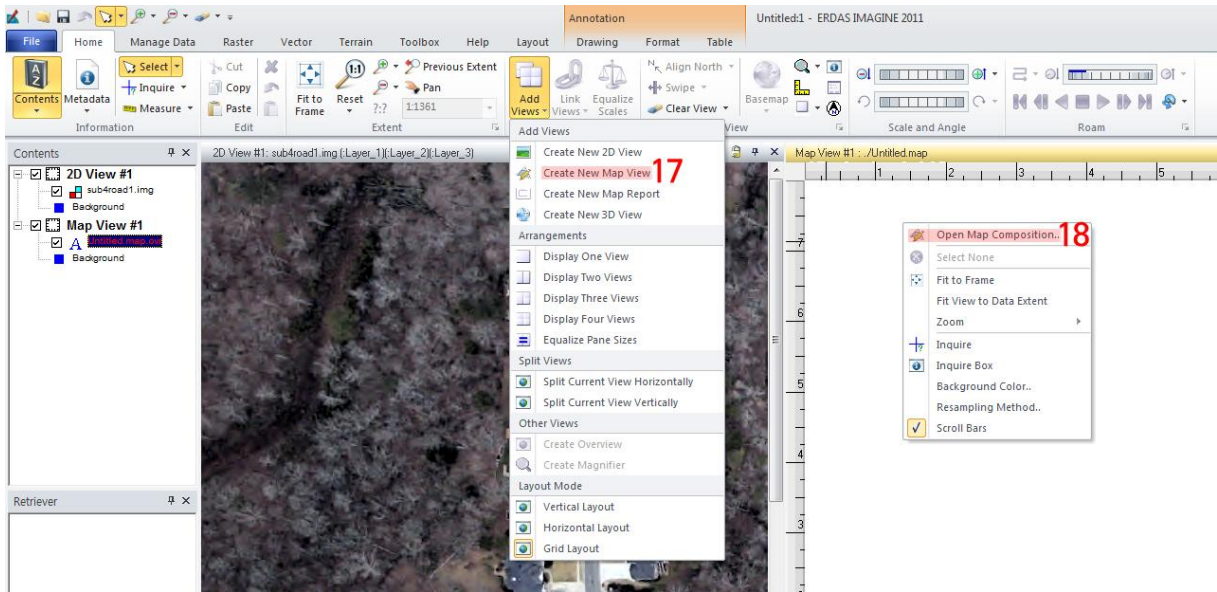 Annotation
Untitled:1 - ERDAS IMAGINE 2011
File Home Manage Data Raster Vector Terrain Toolbox Help Layout Drawing Format Table
Contents
Metadata
Select
Inquire
Measure
Information
Cut
Copy
Paste
Edit
Fit to Frame
(1:1)
Reset
?:?
Previous Extent
Pan
1:1361
Extent
Add Views
Link Views
Equalize Scales
Align North
Swipe
Clear View
View
Basemap
Scale and Angle
Roam
Contents
2D View #1
sub4road1.img
Background
Map View #1
Untitled.map.ovr
Background
Retriever
2D View #1: sub4road1.img (:Layer_1)(:Layer_2)(:Layer_3)
Add Views
Create New 2D View
Create New Map View 17
Create New Map Report
Create New 3D View
Arrangements
Display One View
Display Two Views
Display Three Views
Display Four Views
Equalize Pane Sizes
Split Views
Split Current View Horizontally
Split Current View Vertically
Other Views
Create Overview
Create Magnifier
Layout Mode
Vertical Layout
Horizontal Layout
Grid Layout
Map View #1 : ./Untitled.map
1 2 3 4 5
7
6
5
4
3
Open Map Composition.. 18
Select None
Fit to Frame
Fit View to Data Extent
Zoom
Inquire
Inquire Box
Background Color..
Resampling Method..
Scroll Bars